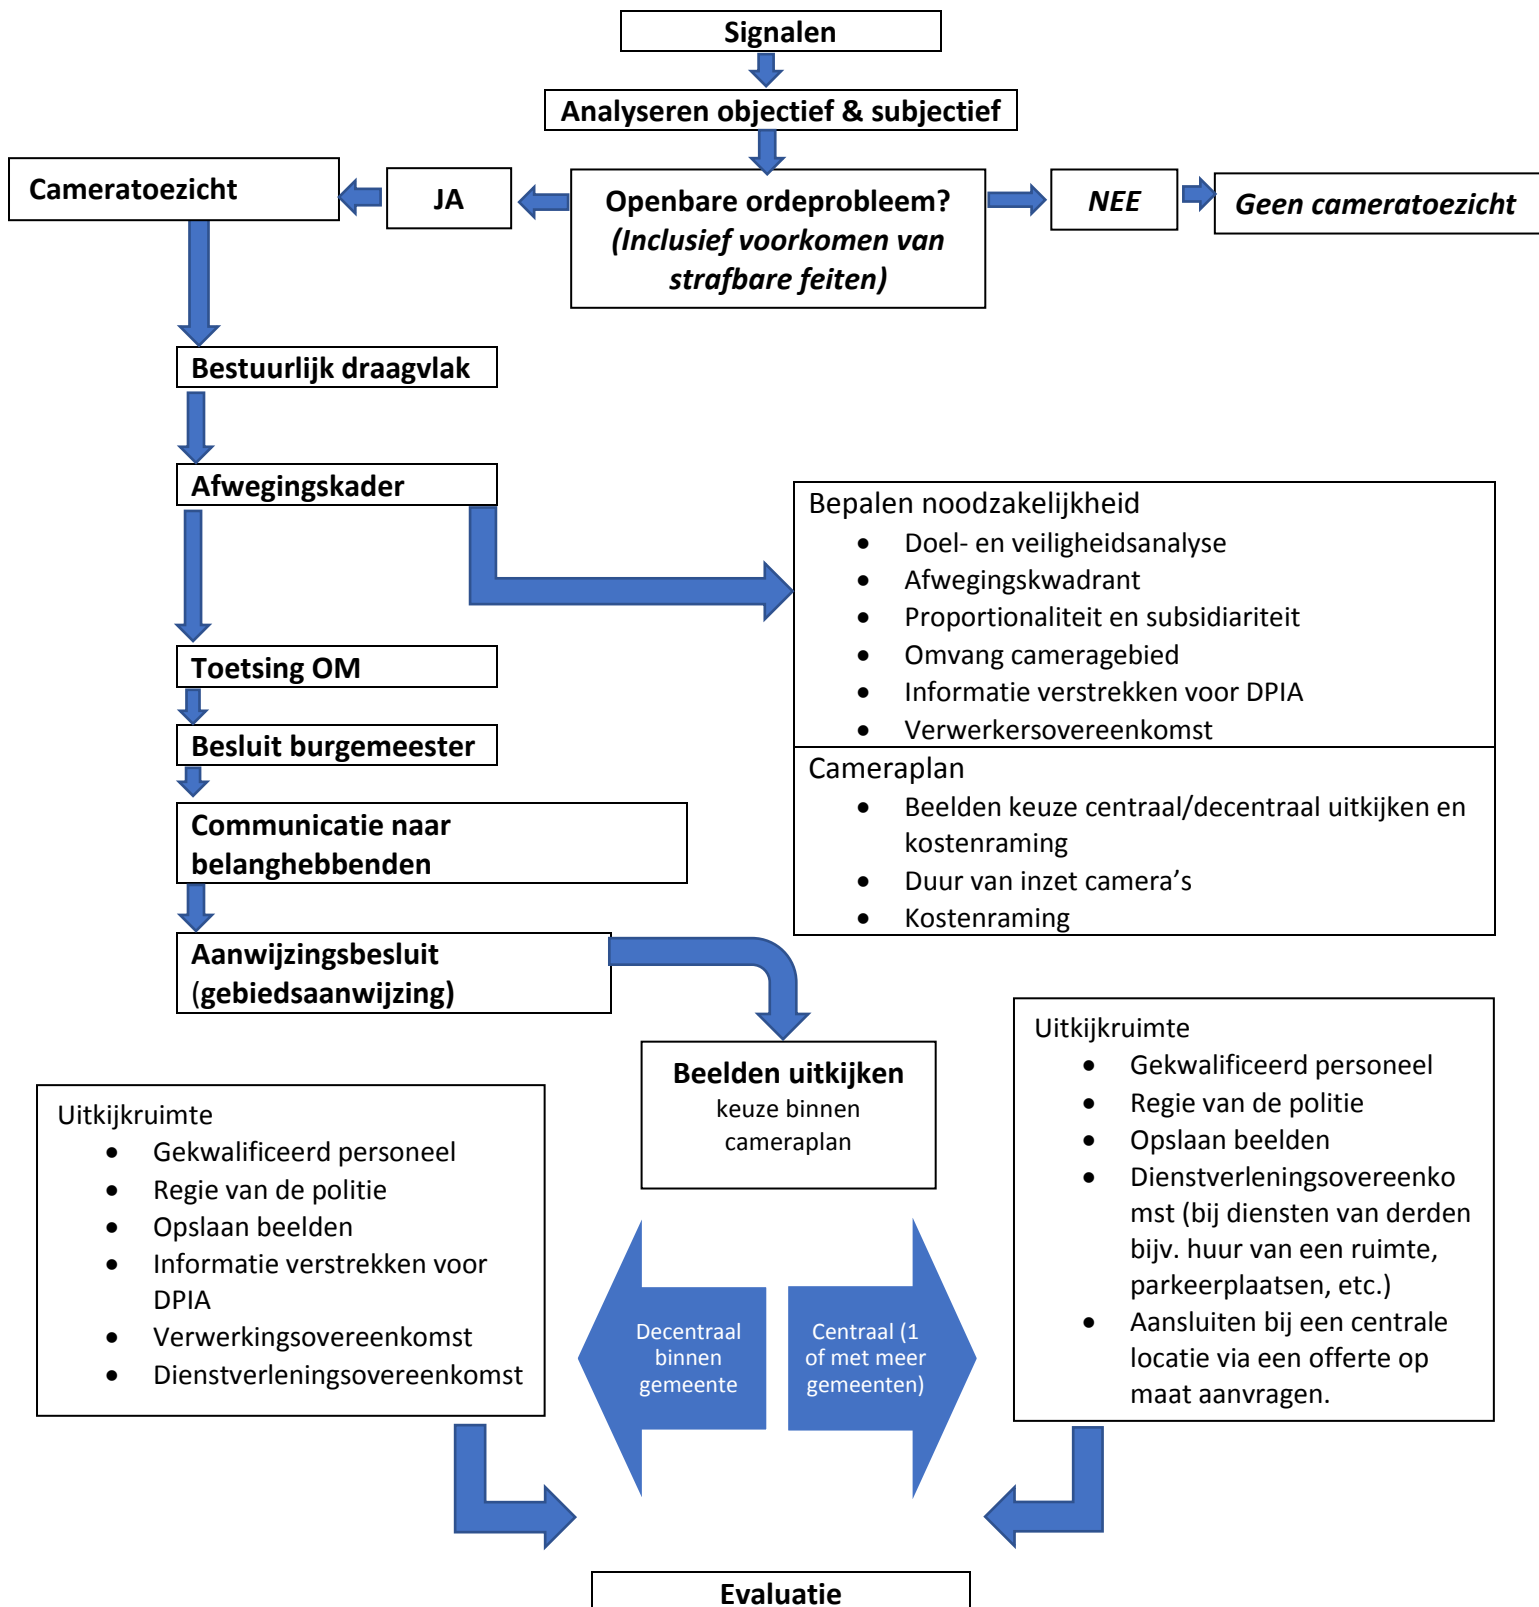 Signalen
Analyseren objectief & subjectief
Cameratoezicht
JA
Openbare ordeprobleem?
(Inclusief voorkomen van
strafbare feiten)
NEE
Geen cameratoezicht
Bestuurlijk draagvlak
Afwegingskader
Bepalen noodzakelijkheid
• Doel- en veiligheidsanalyse
• Afwegingskwadrant
• Proportionaliteit en subsidiariteit
• Omvang cameragebied
• Informatie verstrekken voor DPIA
• Verwerkersovereenkomst
Cameraplan
• Beelden keuze centraal/decentraal uitkijken en
kostenraming
• Duur van inzet camera's
• Kostenraming
Toetsing OM
Besluit burgemeester
Communicatie naar
belanghebbenden
Aanwijzingsbesluit
(gebiedsaanwijzing)
Beelden uitkijken
keuze binnen
cameraplan
Uitkijkruimte
• Gekwalificeerd personeel
• Regie van de politie
• Opslaan beelden
• Informatie verstrekken voor
DPIA
• Verwerkingsovereenkomst
• Dienstverleningsovereenkomst
Decentraal
binnen
gemeente
Centraal (1
of met meer
gemeenten)
Uitkijkruimte
• Gekwalificeerd personeel
• Regie van de politie
• Opslaan beelden
• Dienstverleningsovereenko
mst (bij diensten van derden
bijv. huur van een ruimte,
parkeerplaatsen, etc.)
• Aansluiten bij een centrale
locatie via een offerte op
maat aanvragen.
Evaluatie